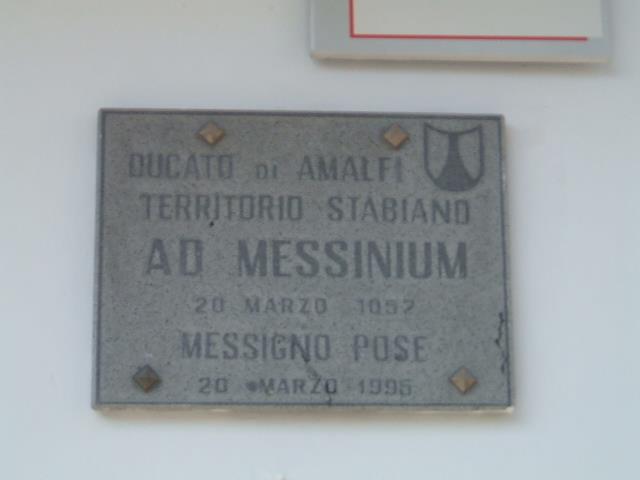 DUCATO DI AMALFI
TERRITORIO STABIANO
AD MESSINIUM
20 MARZO 1052
MESSIGNO POSE
20 MARZO 1995